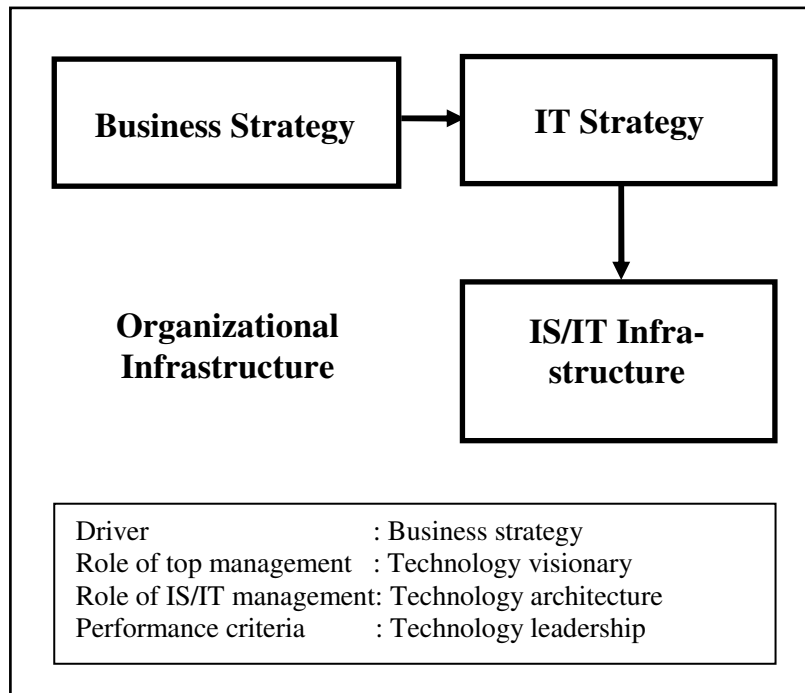 Business Strategy
IT Strategy
Organizational
Infrastructure
IS/IT Infra-
structure
Driver : Business strategy
Role of top management : Technology visionary
Role of IS/IT management: Technology architecture
Performance criteria : Technology leadership